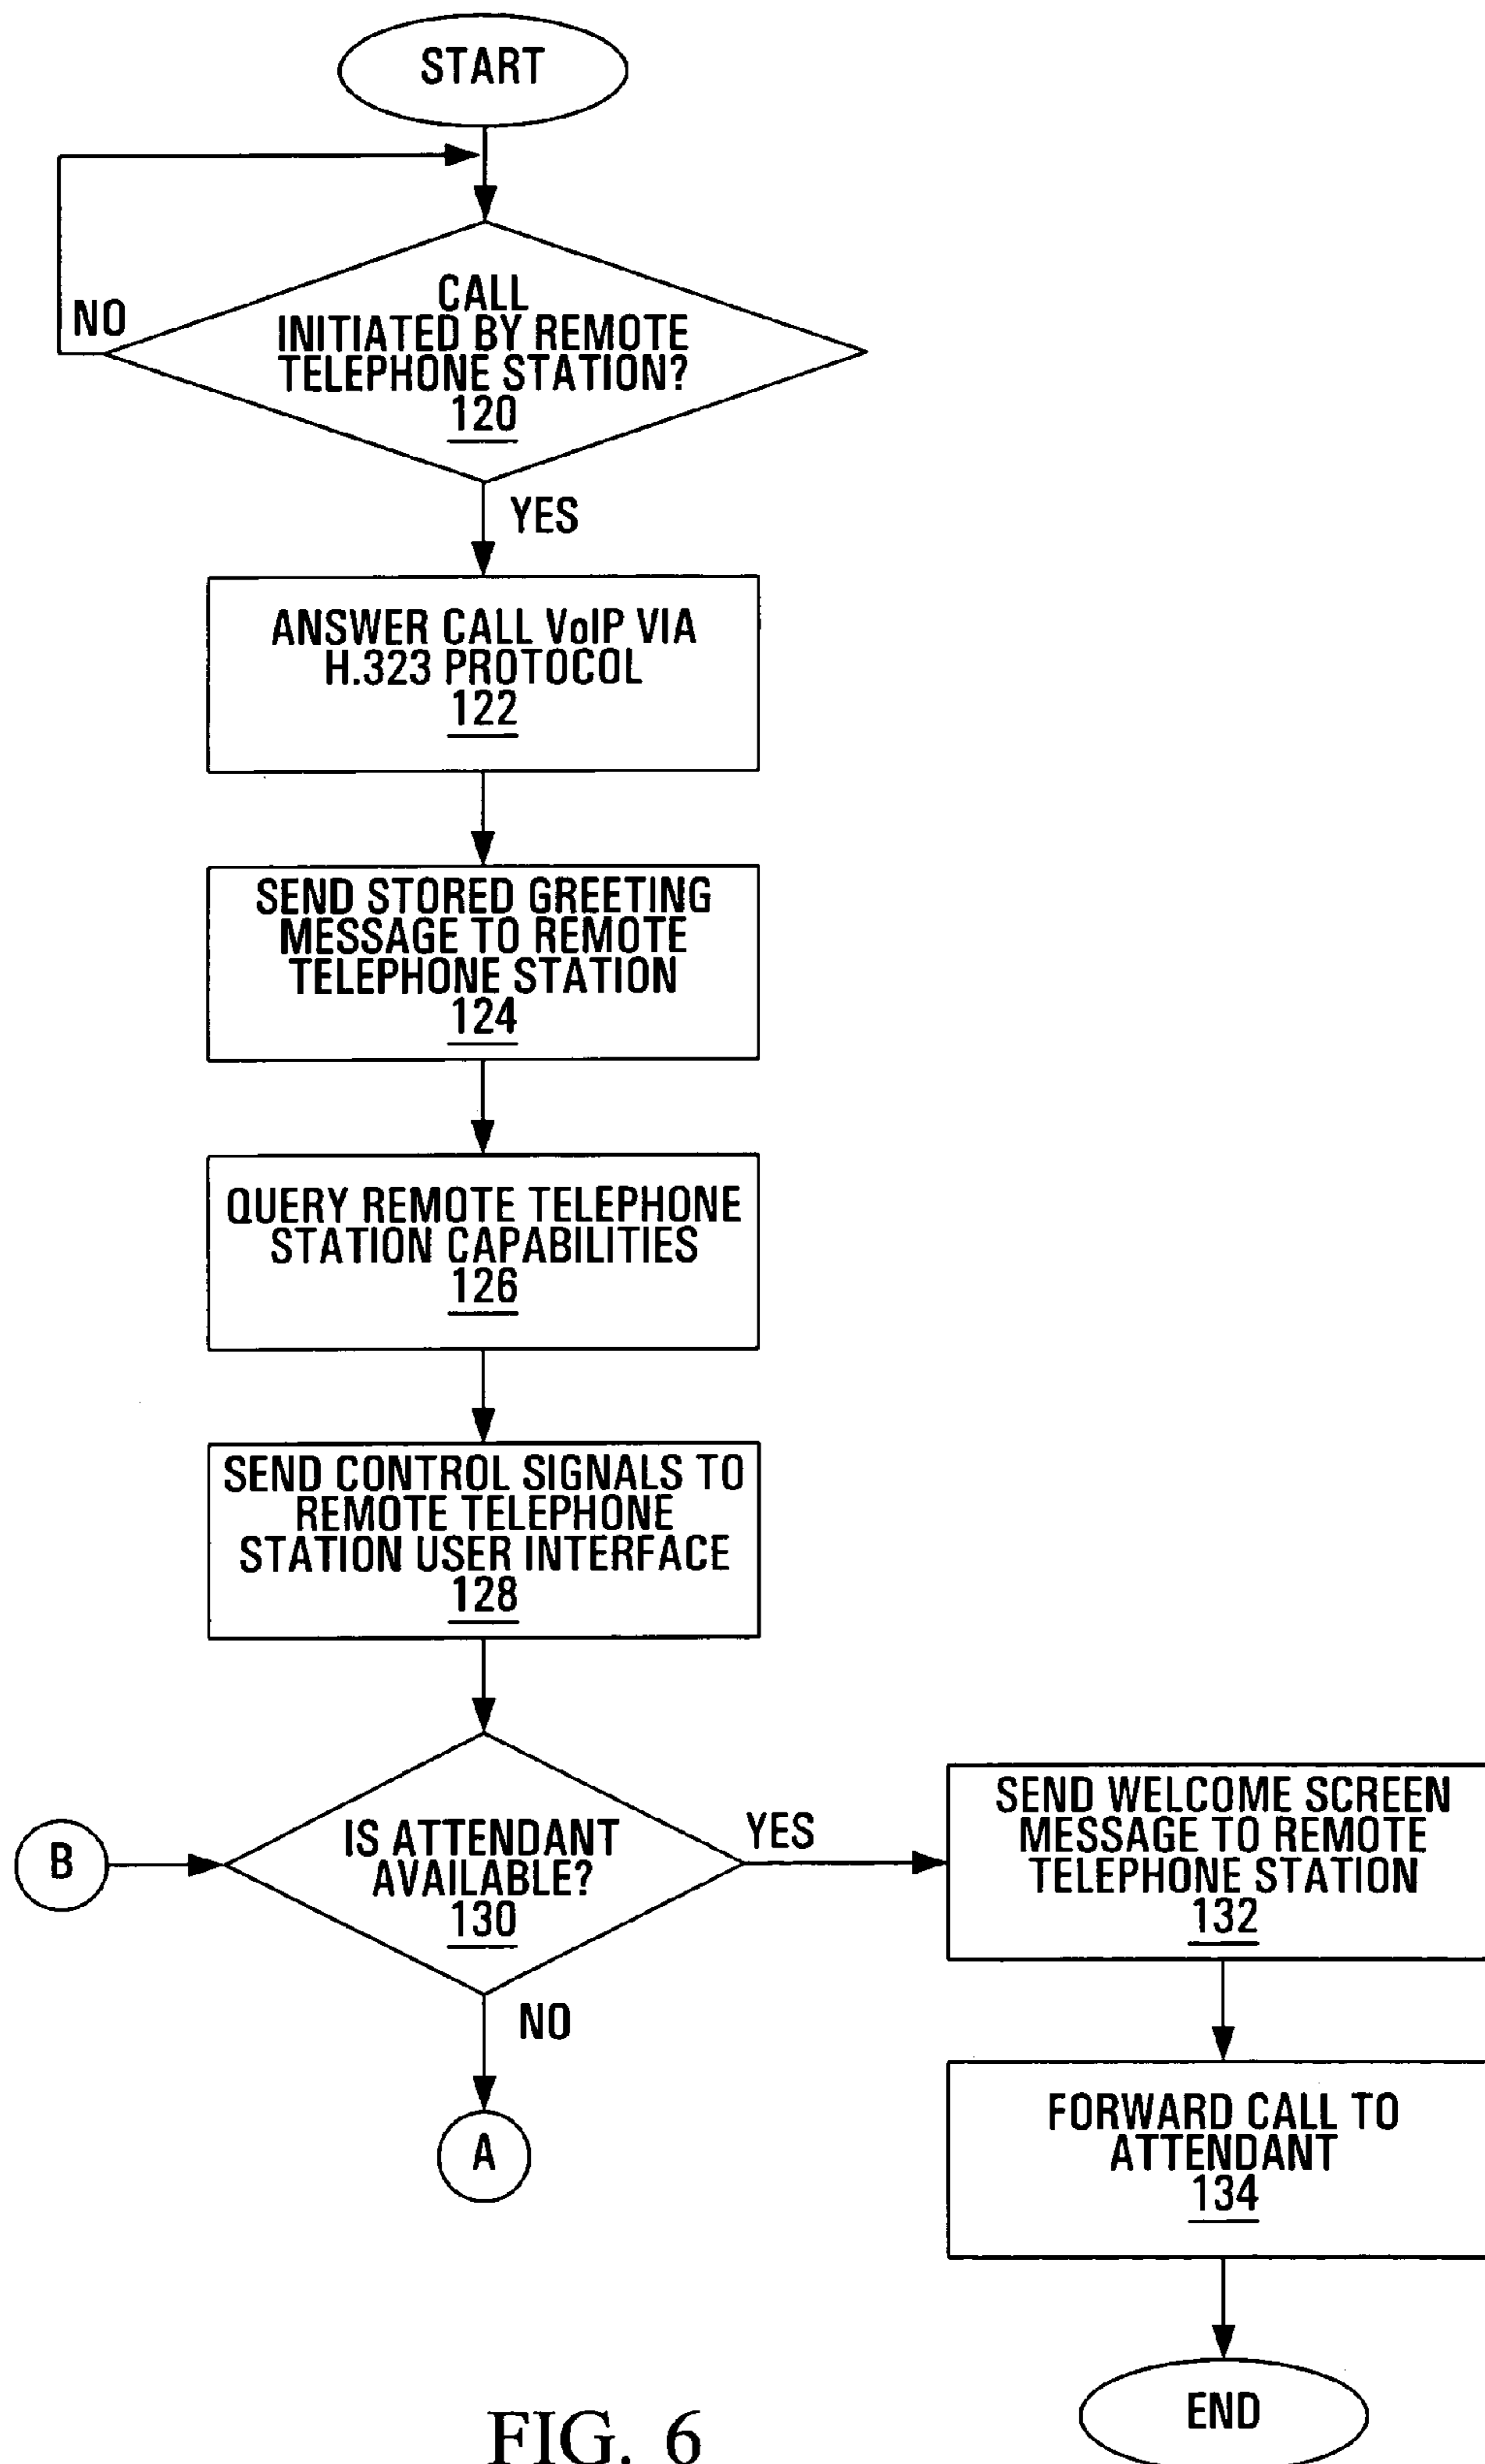 START
NO
CALL
INITIATED BY REMOTE
TELEPHONE STATION?
120
YES
ANSWER CALL VoIP VIA
H.323 PROTOCOL
122
SEND STORED GREETING
MESSAGE TO REMOTE
TELEPHONE STATION
124
QUERY REMOTE TELEPHONE
STATION CAPABILITIES
126
SEND CONTROL SIGNALS TO
REMOTE TELEPHONE
STATION USER INTERFACE
128
B
IS ATTENDANT
AVAILABLE?
130
YES
SEND WELCOME SCREEN
MESSAGE TO REMOTE
TELEPHONE STATION
132
NO
A
FORWARD CALL TO
ATTENDANT
134
END
FIG. 6